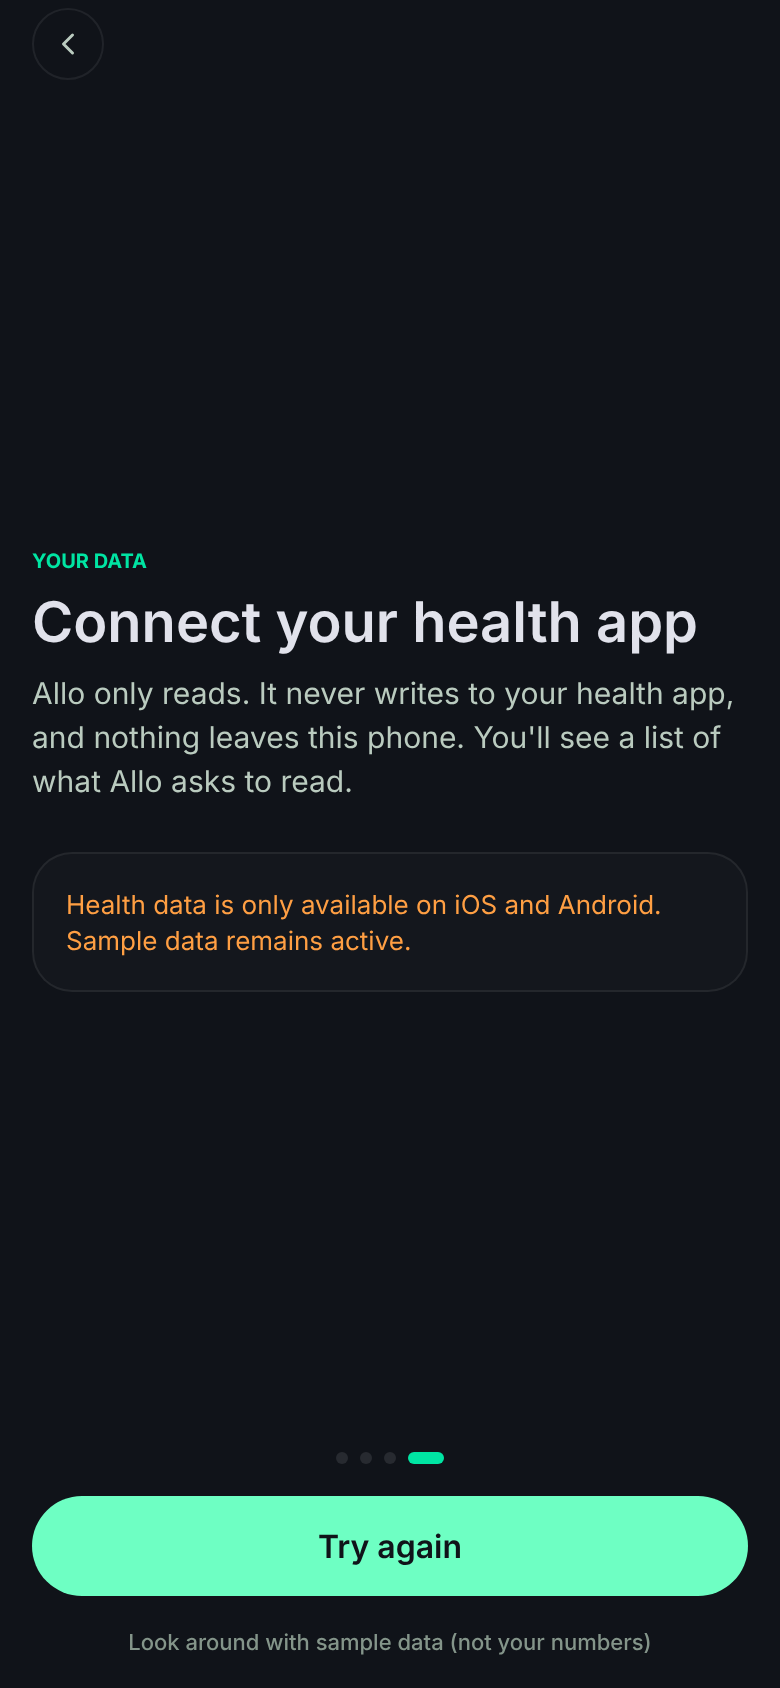 YOUR DATA
Connect your health app
Allo only reads. It never writes to your health app,
and nothing leaves this phone. You'll see a list of
what Allo asks to read.
Health data is only available on iOS and Android.
Sample data remains active.
Try again
Look around with sample data (not your numbers)